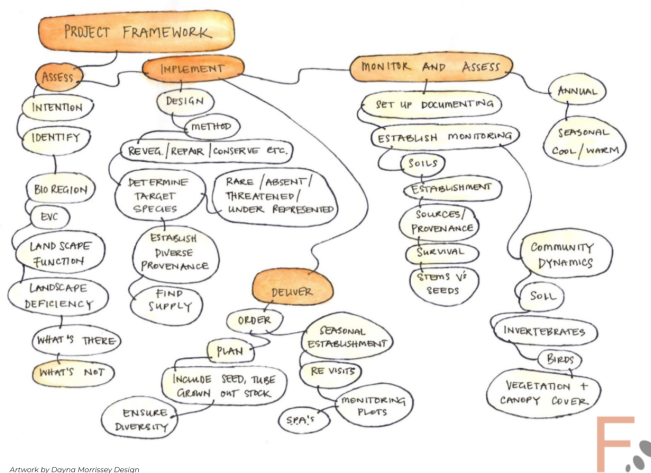 PROJECT FRAMEWORK
ASSESS
INTENTION
IDENTIFY
BIO REGION
EVC
LANDSCAPE
FUNCTION
LANDSCAPE
DEFICIENCY
WHAT'S THERE
WHAT'S NOT
IMPLEMENT
DESIGN
METHOD
REVEG./REPAIR/CONSERVE ETC.
DETERMINE
TARGET
SPECIES
RARE/ABSENT/
THREATENED/
UNDER REPRESENTED
ESTABLISH
DIVERSE
PROVENANCE
FIND
SUPPLY
DELIVER
ORDER
PLAN
INCLUDE SEED, TUBE
GROWN OUT STOCK
ENSURE
DIVERSITY
SEASONAL
ESTABLISHMENT
RE VISITS
MONITORING
PLOTS
S.P.A.'s
MONITOR AND ASSESS
SET UP DOCUMENTING
ESTABLISH MONITORING
SOILS
ESTABLISHMENT
SOURCES/
PROVENANCE
SURVIVAL
STEMS V's
SEEDS
ANNUAL
SEASONAL
COOL/WARM
COMMUNITY
DYNAMICS
SOIL
INVERTEBRATES
BIRDS
VEGETATION +
CANOPY COVER
Artwork by Dayna Morrissey Design
F